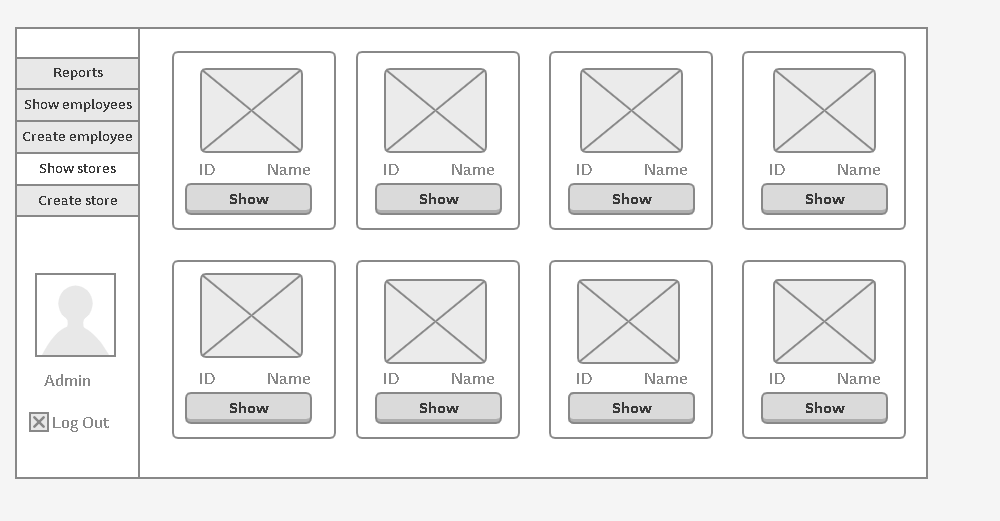 Reports
Show employees
Create employee
Show stores
Create store
Admin
Log Out
ID Name
Show
ID Name
Show
ID Name
Show
ID Name
Show
ID Name
Show
ID Name
Show
ID Name
Show
ID Name
Show